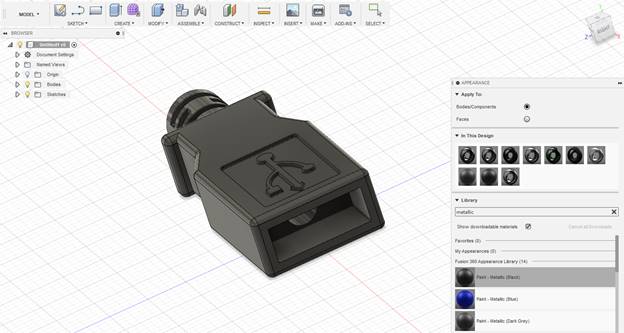 MODEL
SKETCH
CREATE
MODIFY
ASSEMBLE
CONSTRUCT
INSPECT
INSERT
MAKE
ADD-INS
SELECT
BROWSER
Document Settings
Named Views
Origin
Bodies
Sketches
RIGHT
Z
APPEARANCE
Apply To:
Bodies/Components
Faces
In This Design
Library
metallic
Show downloadable materials
Cancel all Downloads
Favorites (0)
My Appearances (0)
Fusion 360 Appearance Library (14)
Paint - Metallic (Black)
Paint - Metallic (Blue)
Paint - Metallic (Dark Grey)